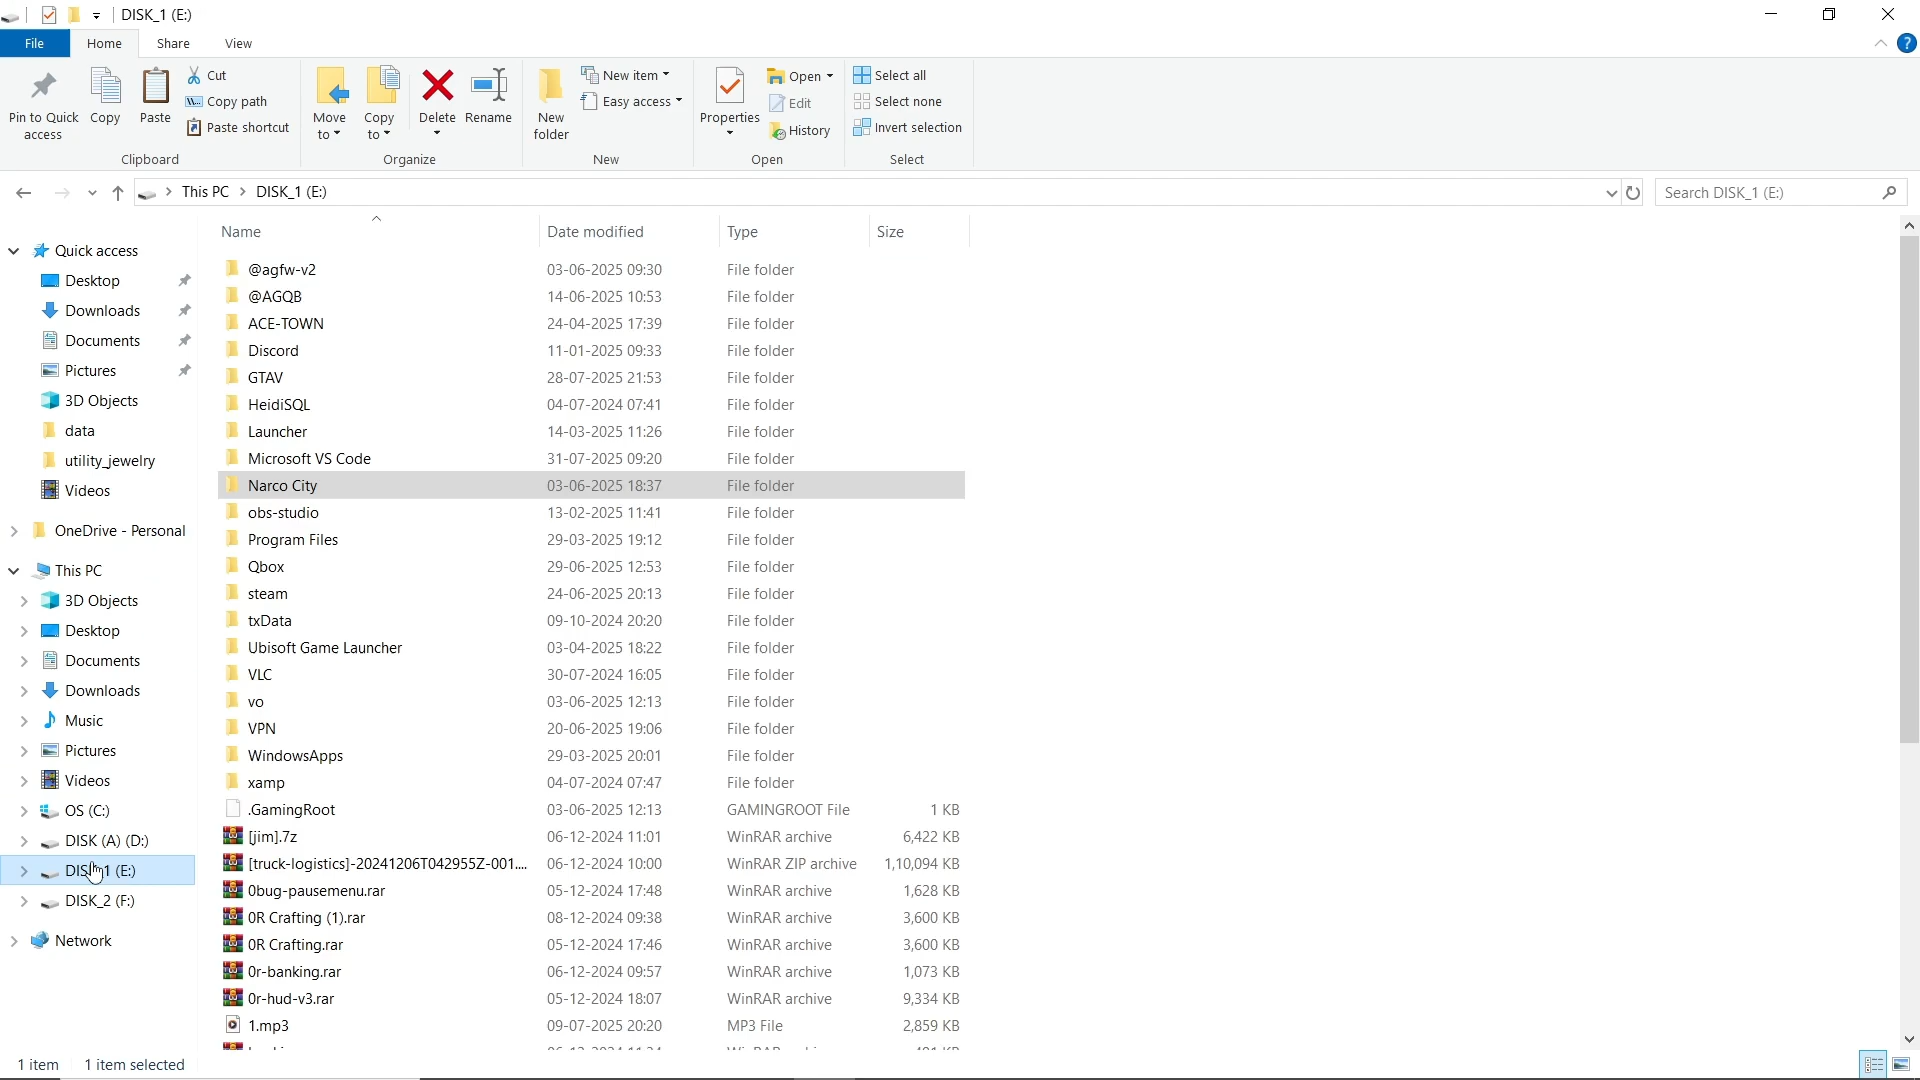 DISK_1 (E:)
File Home Share View
Pin to Quick access
Copy
Paste
Cut
Copy path
Paste shortcut
Clipboard
Move to
Copy to
Delete
Rename
Organize
New folder
New item
Easy access
New
Properties
Open
Edit
History
Open
Select all
Select none
Invert selection
Select
This PC > DISK_1 (E:)
Search DISK_1 (E:)
Quick access
Desktop
Downloads
Documents
Pictures
3D Objects
data
utility_jewelry
Videos
OneDrive - Personal
This PC
3D Objects
Desktop
Documents
Downloads
Music
Pictures
Videos
OS (C:)
DISK (A) (D:)
DISK_1 (E:)
DISK_2 (F:)
Network
Name Date modified Type Size
@agfw-v2 03-06-2025 09:30 File folder
@AGQB 14-06-2025 10:53 File folder
ACE-TOWN 24-04-2025 17:39 File folder
Discord 11-01-2025 09:33 File folder
GTAV 28-07-2025 21:53 File folder
HeidiSQL 04-07-2024 07:41 File folder
Launcher 14-03-2025 11:26 File folder
Microsoft VS Code 31-07-2025 09:20 File folder
Narco City 03-06-2025 18:37 File folder
obs-studio 13-02-2025 11:41 File folder
Program Files 29-03-2025 19:12 File folder
Qbox 29-06-2025 12:53 File folder
steam 24-06-2025 20:13 File folder
txData 09-10-2024 20:20 File folder
Ubisoft Game Launcher 03-04-2025 18:22 File folder
VLC 30-07-2024 16:05 File folder
vo 03-06-2025 12:13 File folder
VPN 20-06-2025 19:06 File folder
WindowsApps 29-03-2025 20:01 File folder
xamp 04-07-2024 07:47 File folder
.GamingRoot 03-06-2025 12:13 GAMINGROOT File 1 KB
[jim].7z 06-12-2024 11:01 WinRAR archive 6,422 KB
[truck-logistics]-20241206T042955Z-001.... 06-12-2024 10:00 WinRAR ZIP archive 1,10,094 KB
0bug-pausemenu.rar 05-12-2024 17:48 WinRAR archive 1,628 KB
0R Crafting (1).rar 08-12-2024 09:38 WinRAR archive 3,600 KB
0R Crafting.rar 05-12-2024 17:46 WinRAR archive 3,600 KB
0r-banking.rar 06-12-2024 09:57 WinRAR archive 1,073 KB
0r-hud-v3.rar 05-12-2024 18:07 WinRAR archive 9,334 KB
1.mp3 09-07-2025 20:20 MP3 File 2,859 KB
1 item 1 item selected